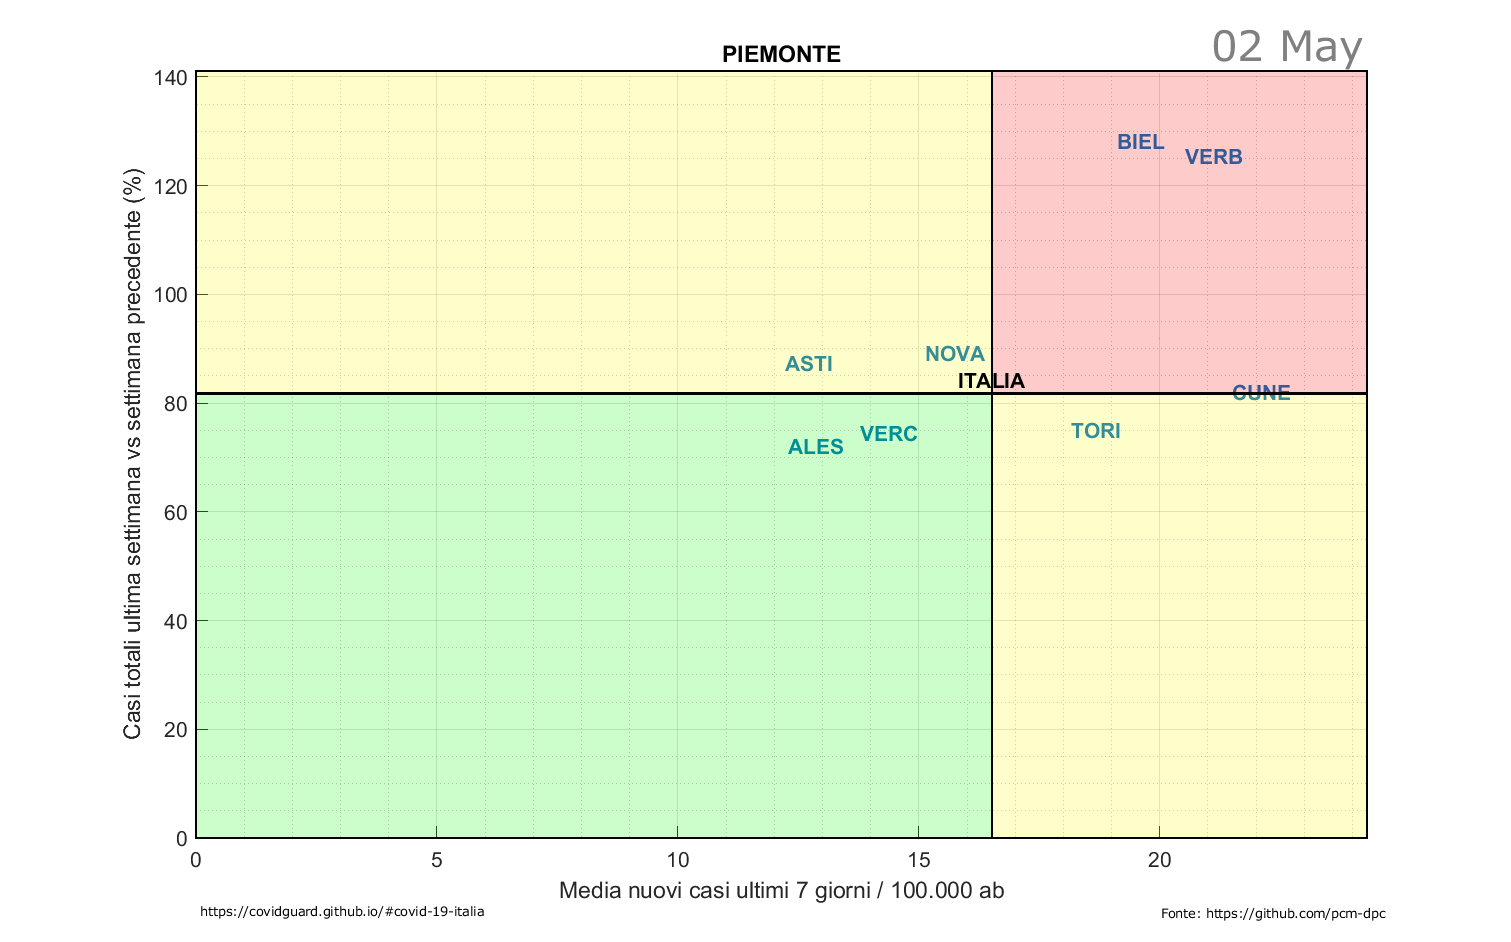 02 May
PIEMONTE
140
120
100
80
60
40
20
0
Casi totali ultima settimana vs settimana precedente (%)
BIEL
VERB
NOVA
ASTI
ITALIA
CUNE
TORI
VERC
ALES
0 5 10 15 20
Media nuovi casi ultimi 7 giorni / 100.000 ab
https://covidguard.github.io/#covid-19-italia
Fonte: https://github.com/pcm-dpc